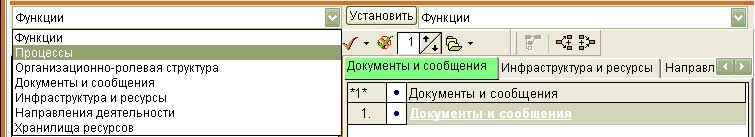 Функции
Установить
Функции
Функции
Процессы
Организационно-ролевая структура
Документы и сообщения
Инфраструктура и ресурсы
Направления деятельности
Хранилища ресурсов
1
Документы и сообщения
Инфраструктура и ресурсы
Направл
*1*
Документы и сообщения
1.
Документы и сообщения